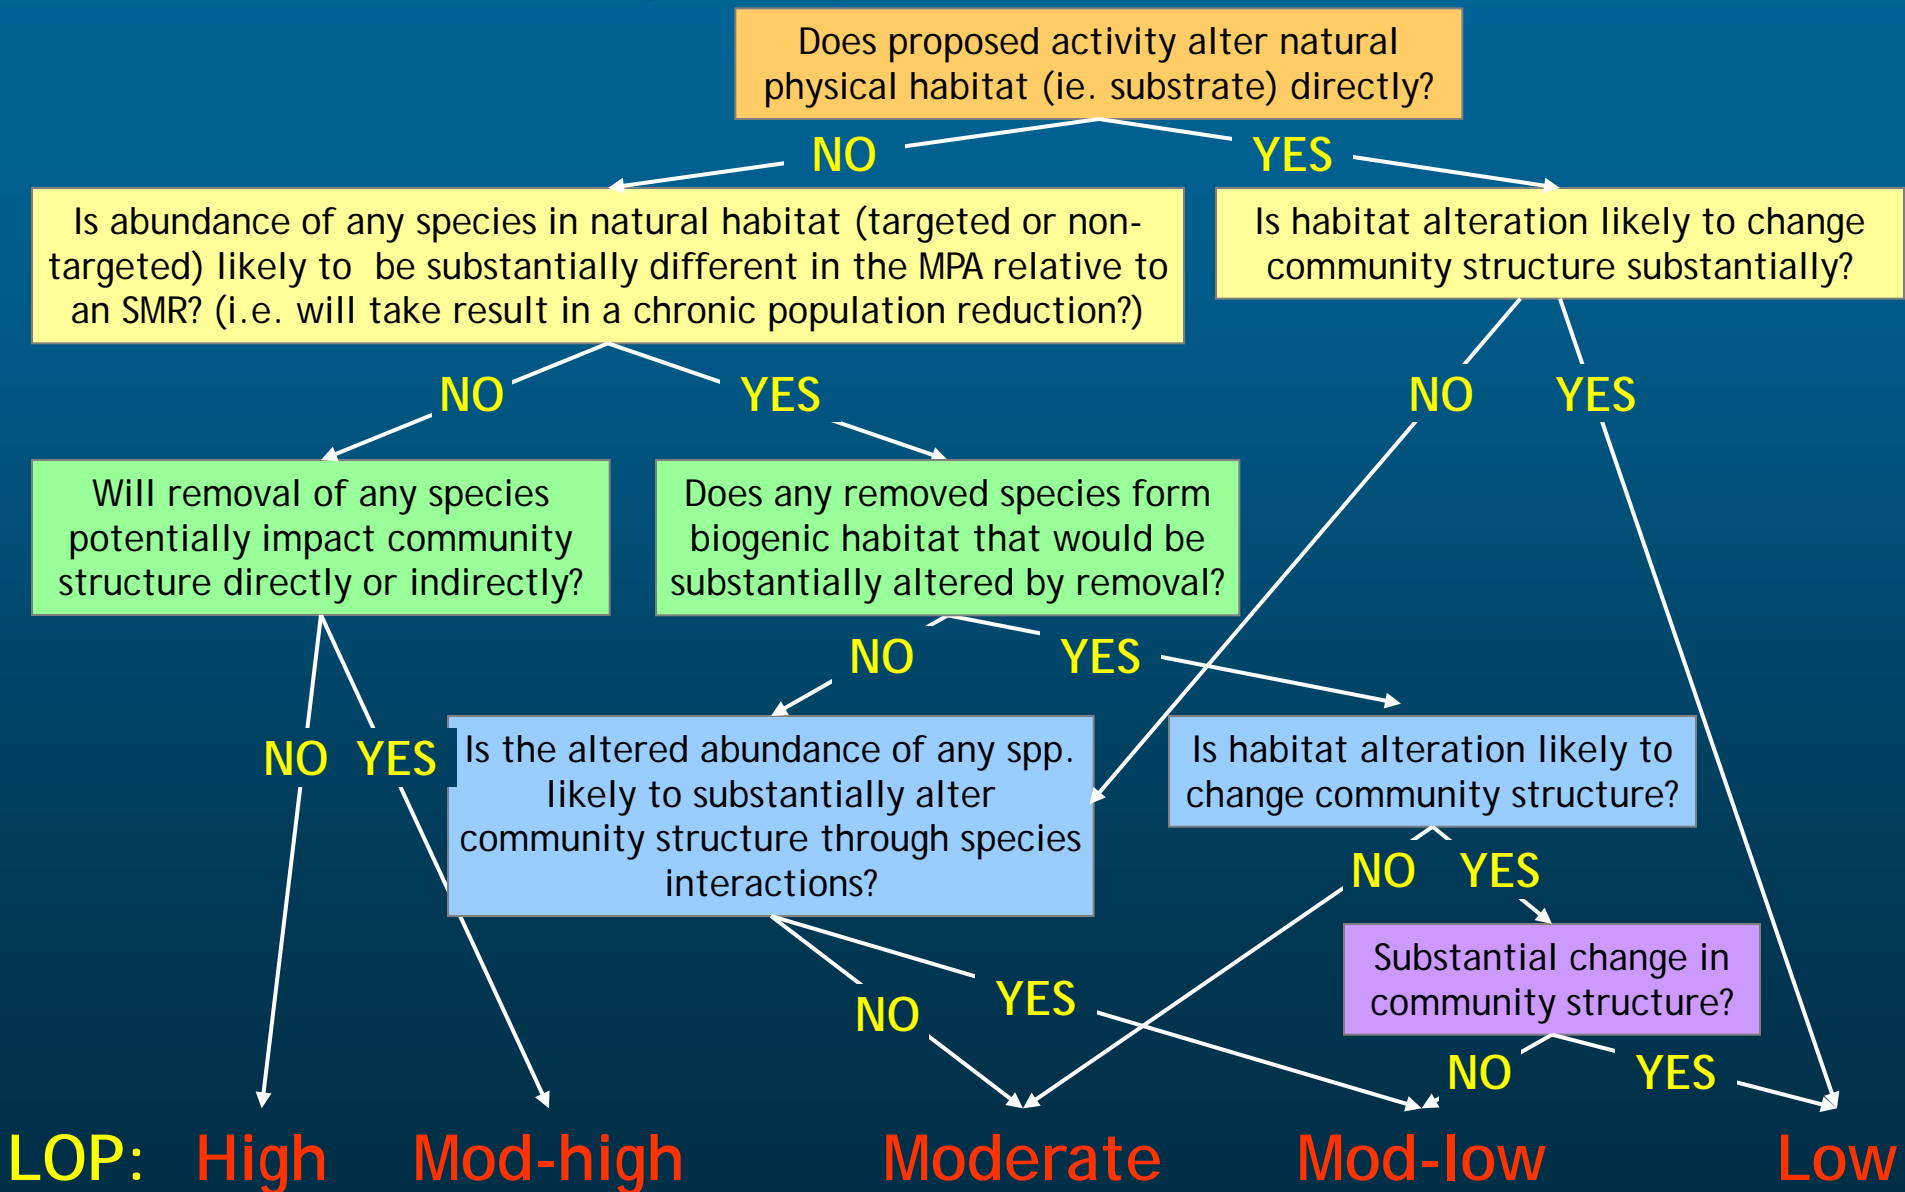 Does proposed activity alter natural
physical habitat (ie. substrate) directly?
NO
YES
Is abundance of any species in natural habitat (targeted or non-
targeted) likely to be substantially different in the MPA relative to
an SMR? (i.e. will take result in a chronic population reduction?)
Is habitat alteration likely to change
community structure substantially?
NO
YES
NO
YES
Will removal of any species
potentially impact community
structure directly or indirectly?
Does any removed species form
biogenic habitat that would be
substantially altered by removal?
NO
YES
NO
YES
Is the altered abundance of any spp.
likely to substantially alter
community structure through species
interactions?
Is habitat alteration likely to
change community structure?
NO
YES
Substantial change in
community structure?
NO
YES
NO
YES
LOP: High Mod-high Moderate Mod-low Low